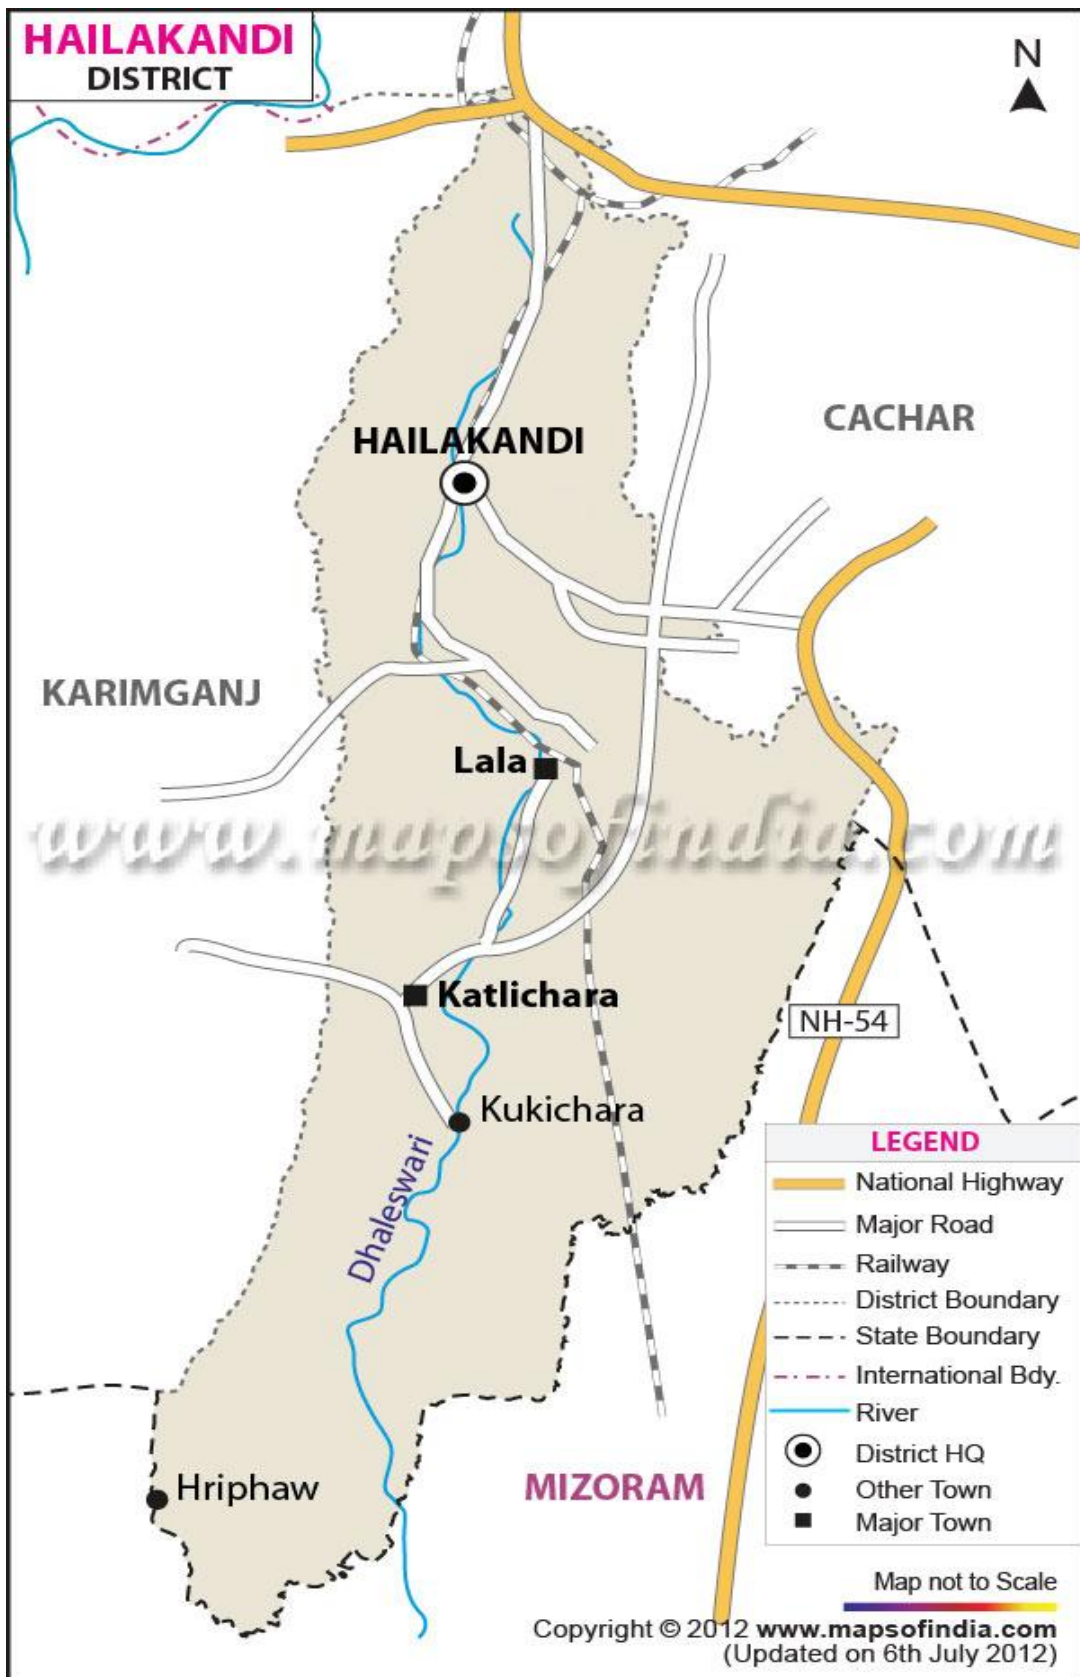 HAILAKANDI
DISTRICT
N
CACHAR
HAILAKANDI
KARIMGANJ
Lala
www.mapsofindia.com
Katlichara
NH-54
Kukichara
Dhaleswari
Hriphaw
MIZORAM
LEGEND
National Highway
Major Road
Railway
District Boundary
State Boundary
International Bdy.
River
District HQ
Other Town
Major Town
Map not to Scale
Copyright © 2012 www.mapsofindia.com
(Updated on 6th July 2012)